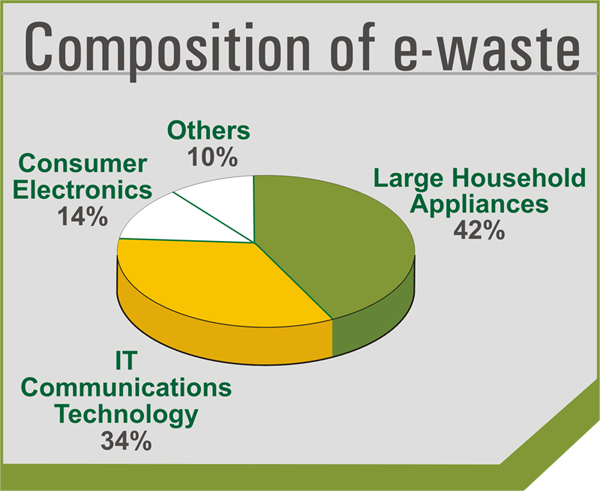 Composition of e-waste
Others
10%
Consumer
Electronics
14%
Large Household
Appliances
42%
IT
Communications
Technology
34%